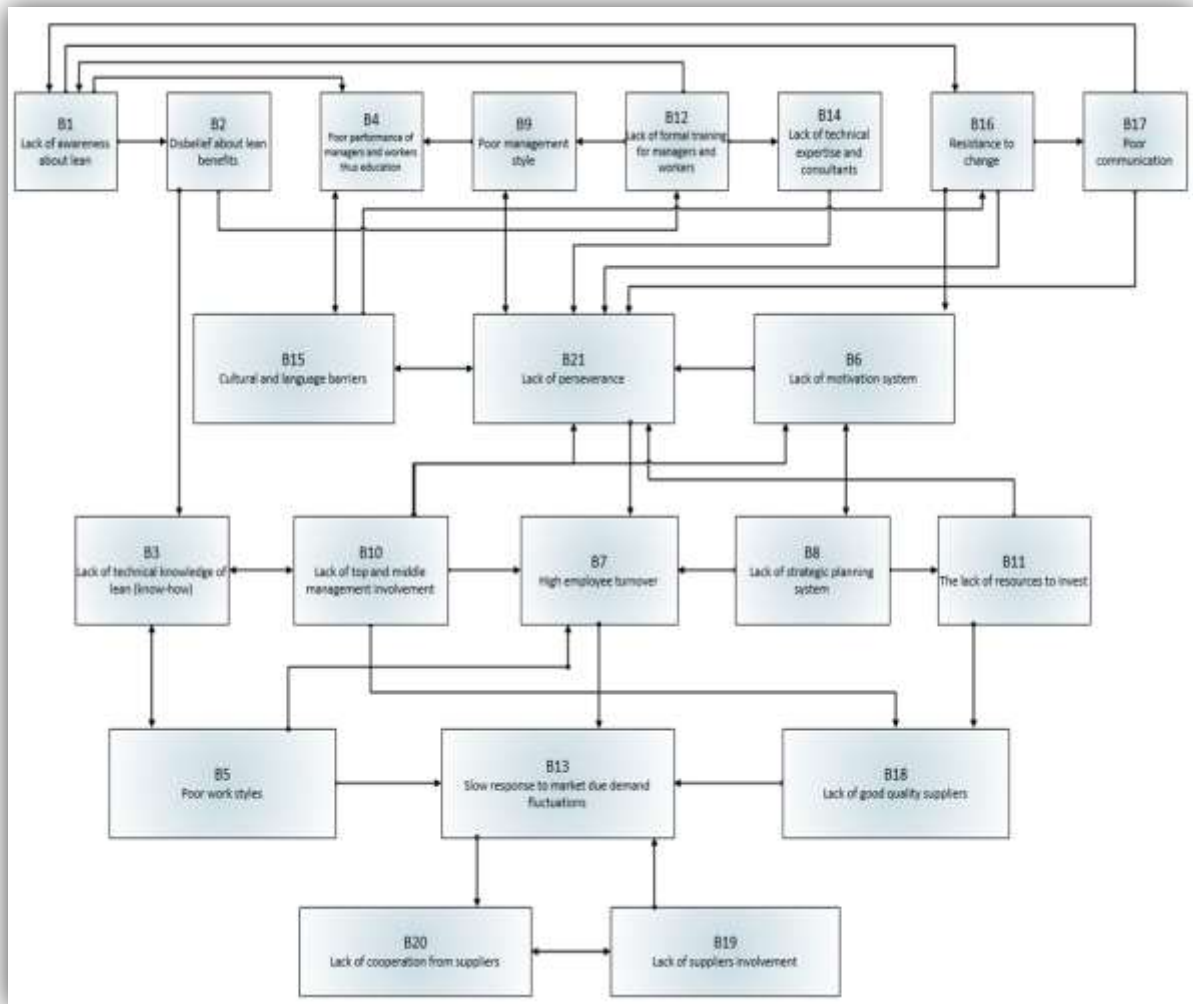 B1
Lack of awareness
about lean
B2
Disbelief about lean
benefits
B4
Poor performance of
managers and workers
thus education
B9
Poor management
style
B12
Lack of formal training
for managers and
workers
B14
Lack of technical
expertise and
consultants
B16
Resistance to
change
B17
Poor
communication
B15
Cultural and language barriers
B21
Lack of perseverance
B6
Lack of motivation system
B3
Lack of technical knowledge of
lean (know-how)
B10
Lack of top and middle
management involvement
B7
High employee turnover
B8
Lack of strategic planning
system
B11
The lack of resources to invest
B5
Poor work styles
B13
Slow response to market due demand
fluctuations
B18
Lack of good quality suppliers
B20
Lack of cooperation from suppliers
B19
Lack of suppliers involvement